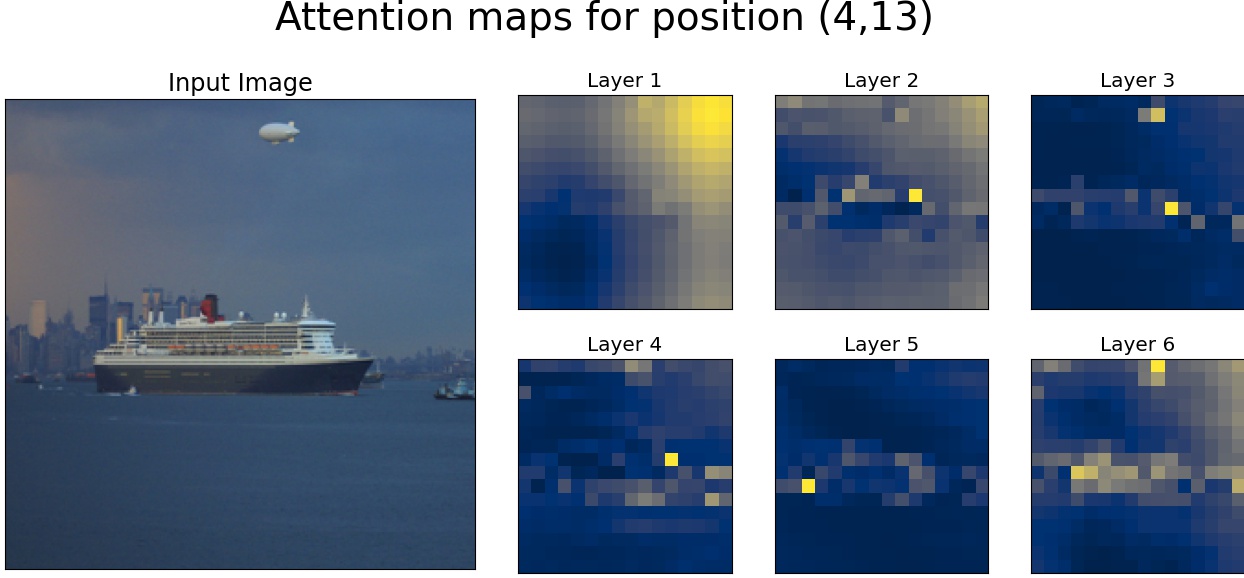 Attention maps for position (4,13)
Input Image
Layer 1
Layer 2
Layer 3
Layer 4
Layer 5
Layer 6